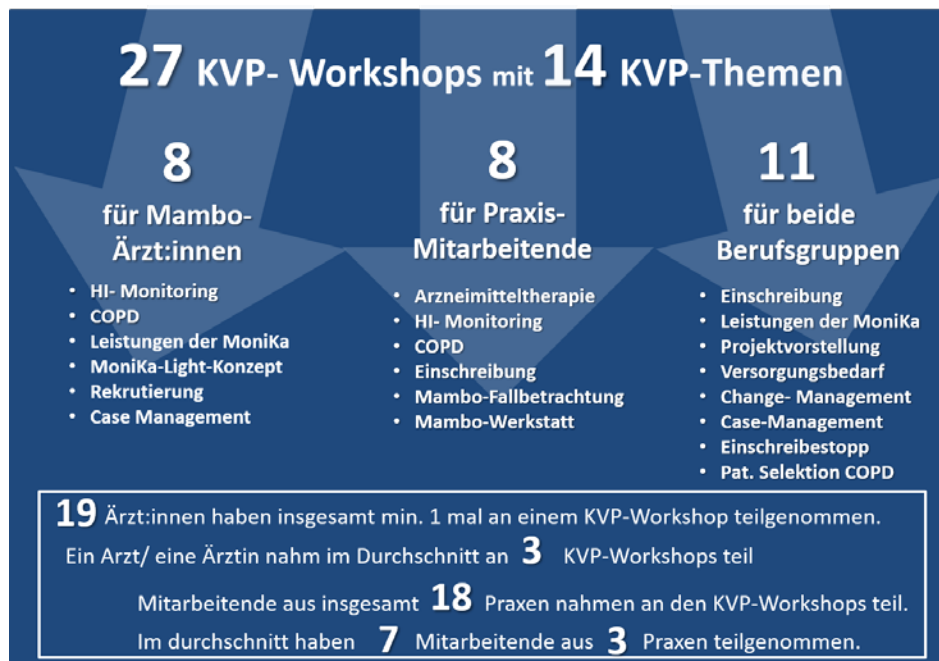 27 KVP- Workshops mit 14 KVP-Themen
8
für Mambo-
Ärzt:innen
• HI- Monitoring
• COPD
• Leistungen der MoniKa
• MoniKa-Light-Konzept
• Rekrutierung
• Case Management
8
für Praxis-
Mitarbeitende
• Arzneimitteltherapie
• HI- Monitoring
• COPD
• Einschreibung
• Mambo-Fallbetrachtung
• Mambo-Werkstatt
11
für beide
Berufsgruppen
• Einschreibung
• Leistungen der MoniKa
• Projektvorstellung
• Versorgungsbedarf
• Change- Management
• Case-Management
• Einschreibestopp
• Pat. Selektion COPD
19 Ärzt:innen haben insgesamt min. 1 mal an einem KVP-Workshop teilgenommen.
Ein Arzt/ eine Ärztin nahm im Durchschnitt an 3 KVP-Workshops teil
Mitarbeitende aus insgesamt 18 Praxen nahmen an den KVP-Workshops teil.
Im durchschnitt haben 7 Mitarbeitende aus 3 Praxen teilgenommen.